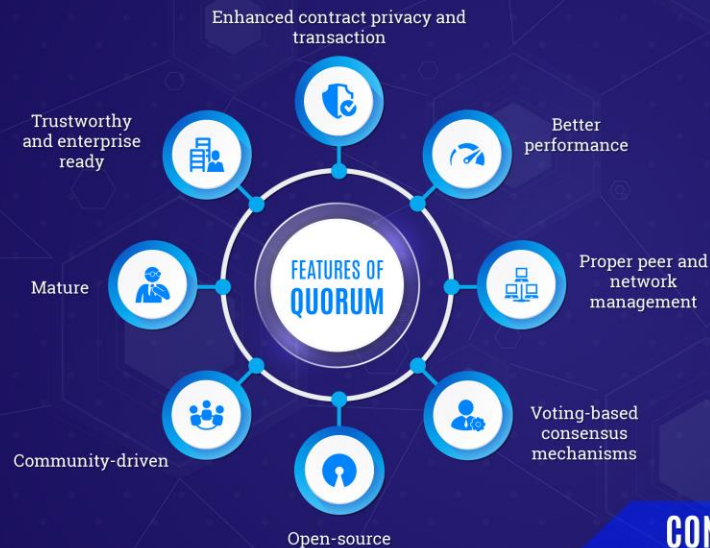 Enhanced contract privacy and
transaction
Better
performance
Proper peer and
network
management
Voting-based
consensus
mechanisms
Open-source
Community-driven
Mature
Trustworthy
and enterprise
ready
FEATURES OF
QUORUM